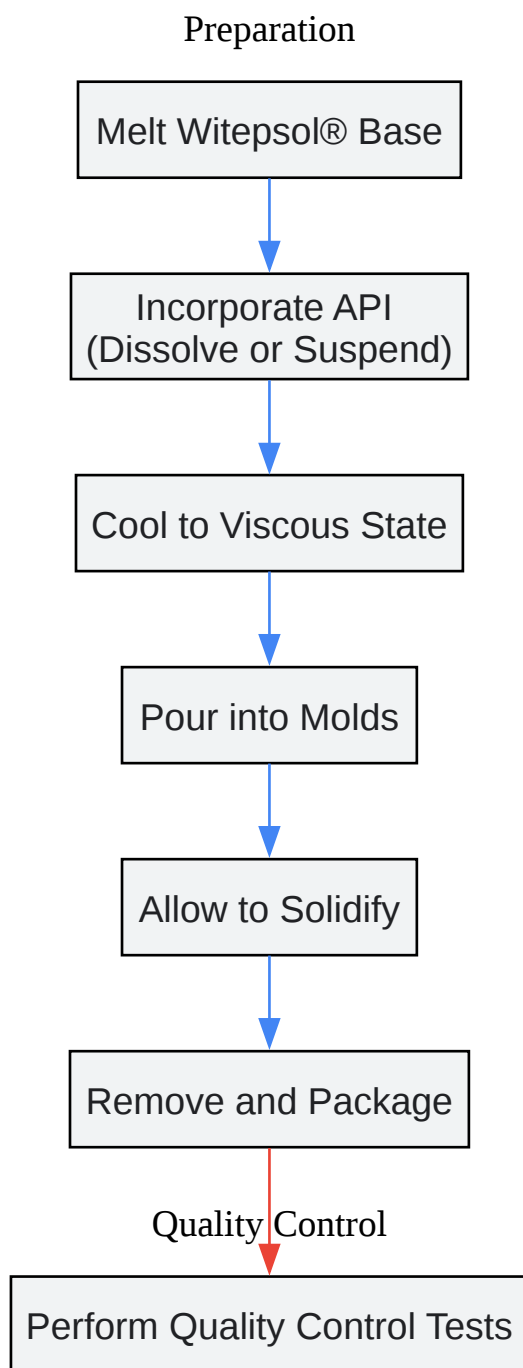 Preparation
Melt Witepsol® Base
Incorporate API
(Dissolve or Suspend)
Cool to Viscous State
Pour into Molds
Allow to Solidify
Remove and Package
Quality Control
Perform Quality Control Tests